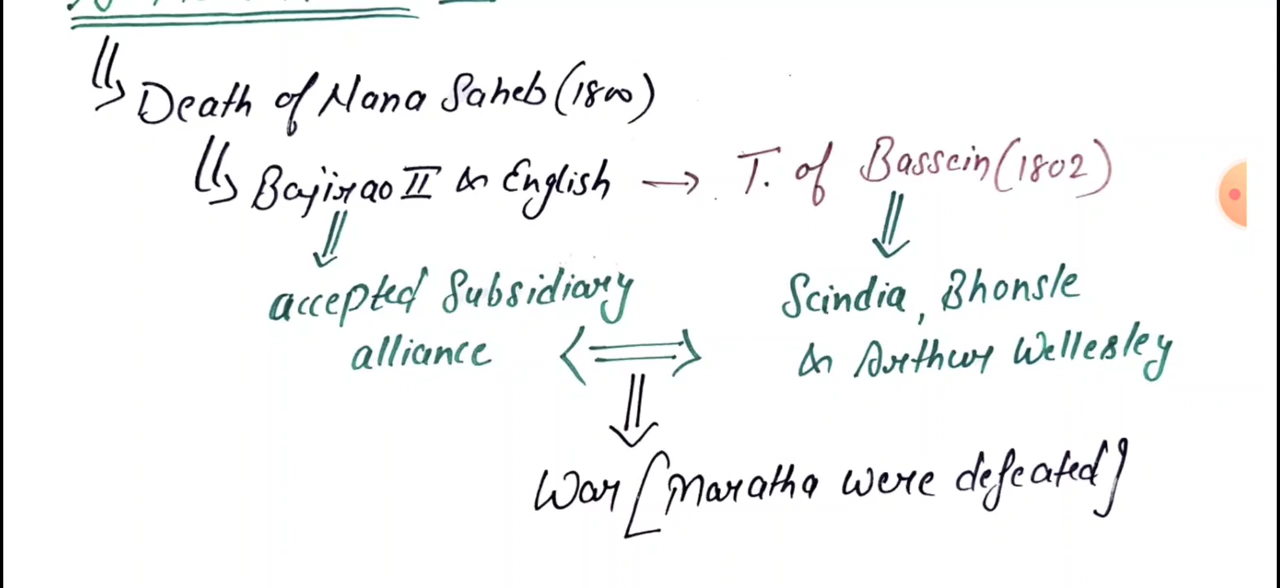 Death of Nana Saheb (1800)
Bajirao II & English → T. of Bassein (1802)
accepted Subsidiary
alliance
Scindia, Bhonsle
& Arthur Wellesley
War [Maratha were defeated]